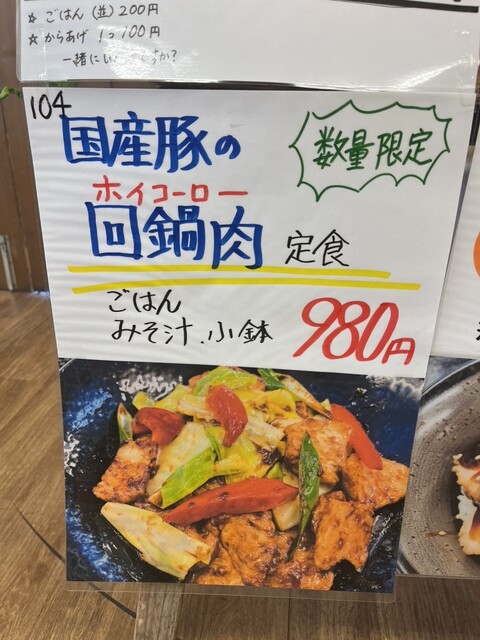 ☆ ごはん (並) 200円
★ からあげ 1コ 100円
一緒にい
ですか?
104
国産豚の
数量限定
ホイコーロー
回鍋肉 定食
ごはん
みそ汁、小鉢
980円